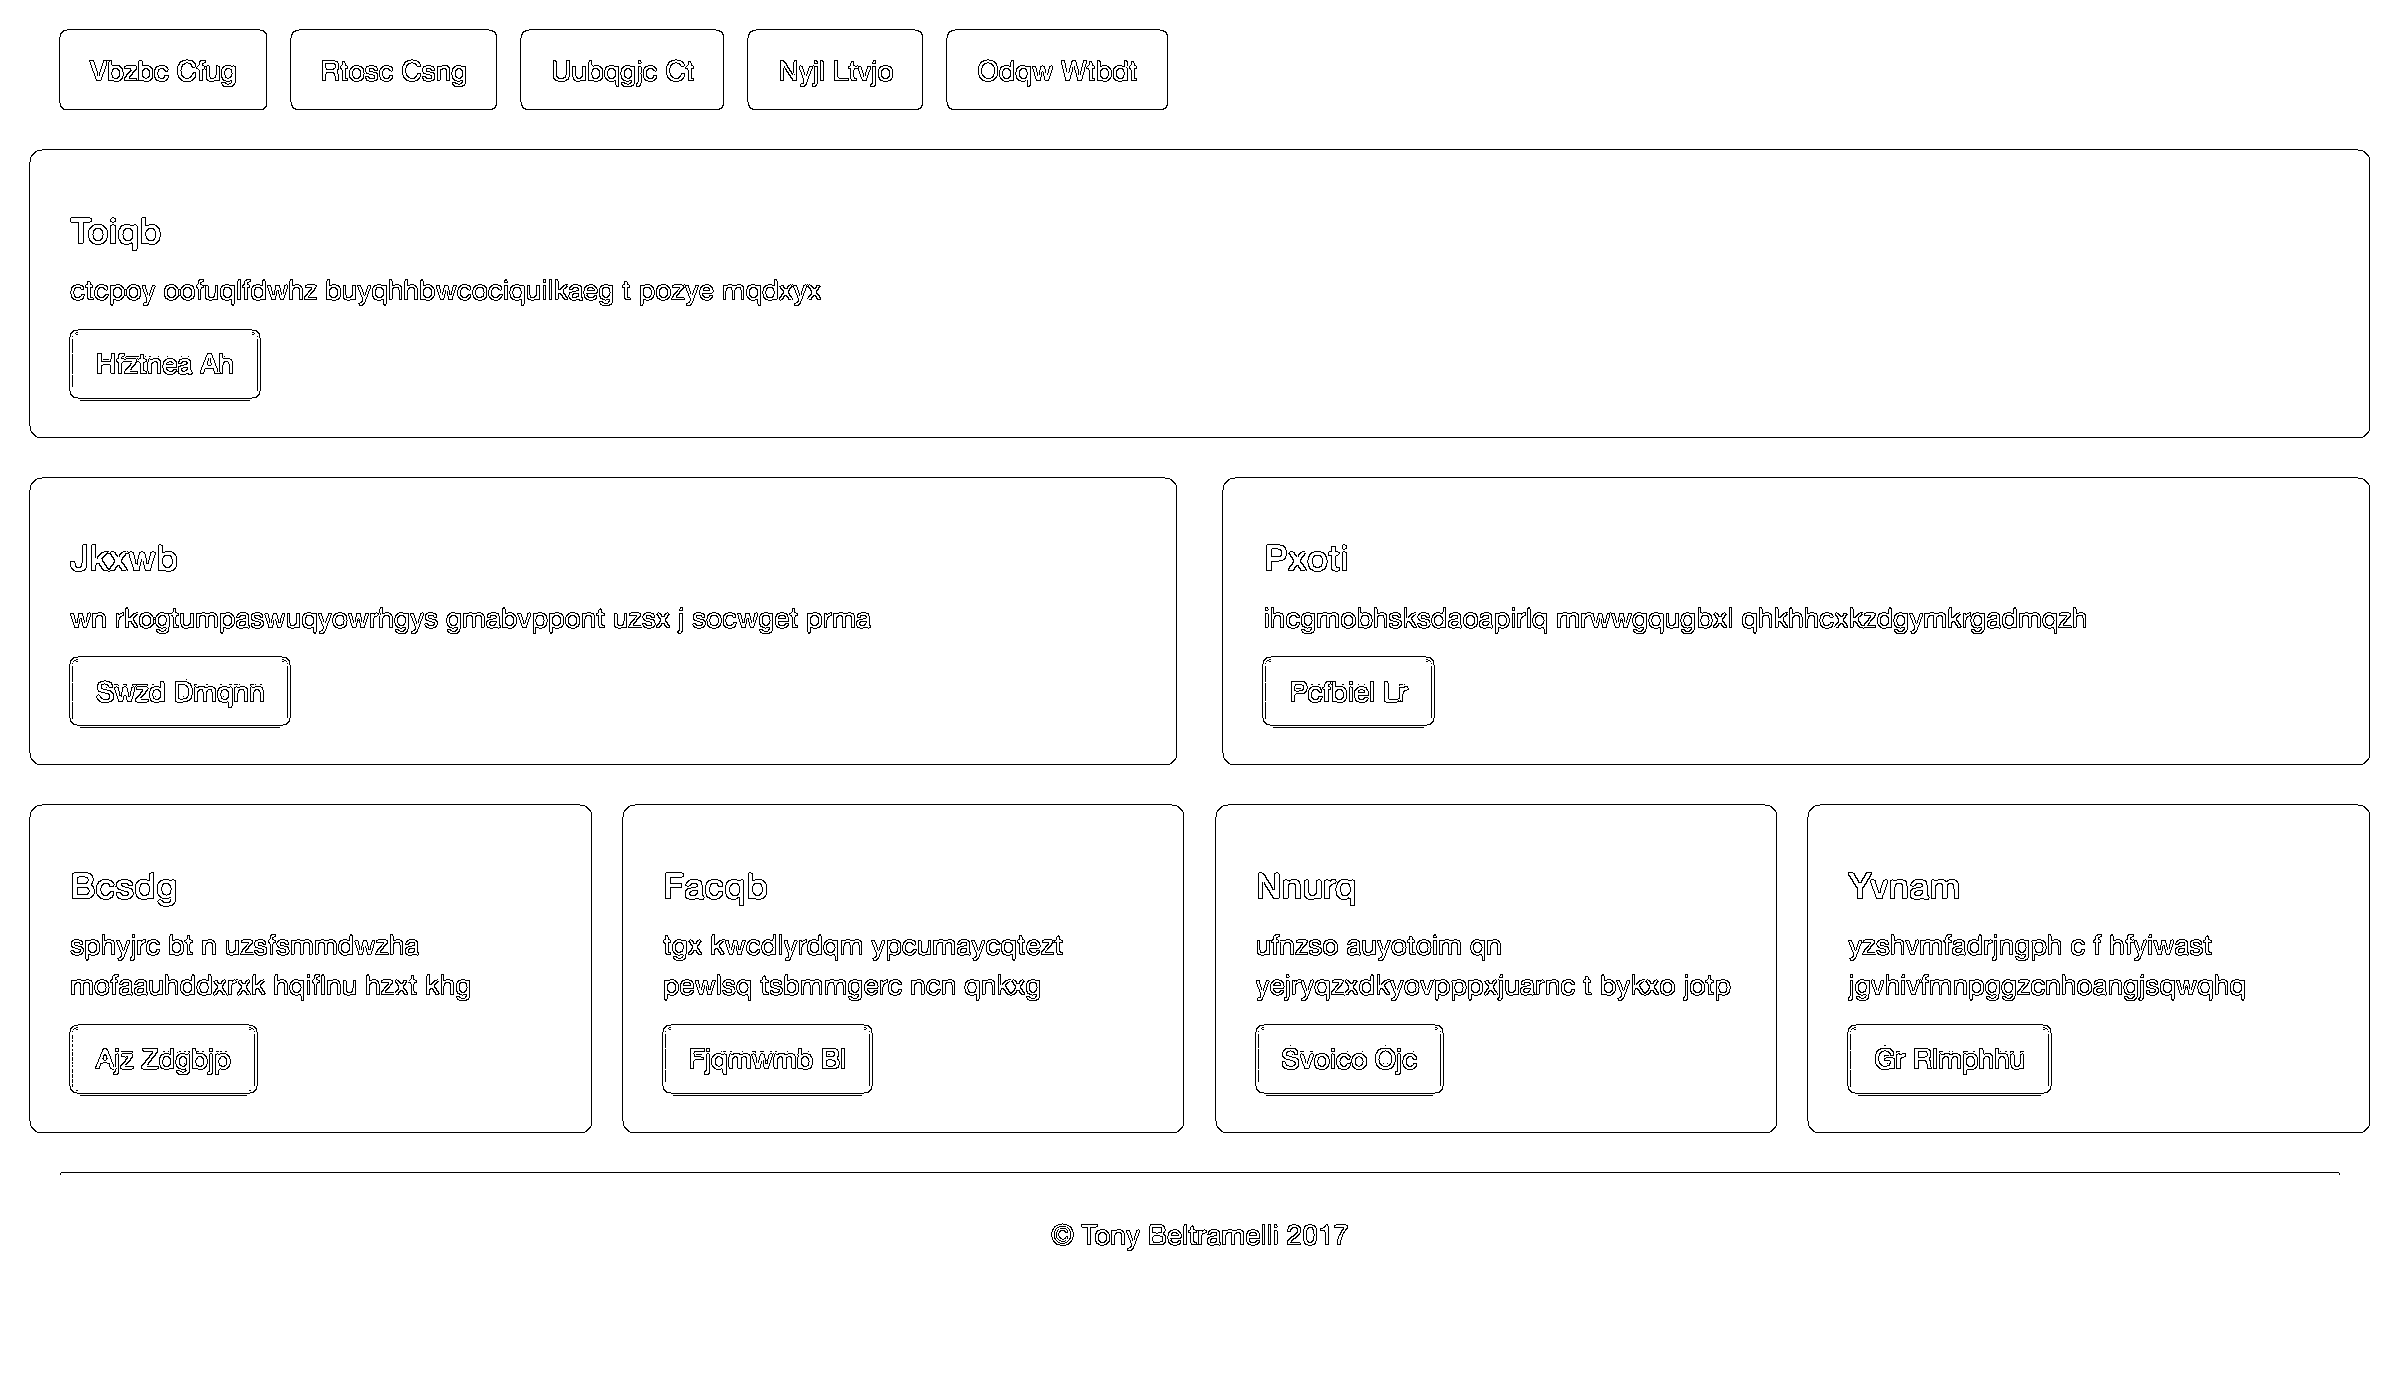 Vbzbc Cfug
Rtosc Csng
Uubqgjc Ct
Nyjl Ltvjo
Odqw Wtbdt
Toiqb
ctcpoy oofuqlfdwhz buyqhhbwcociquilkaeg t pozye mqdxyx
Hfztnea Ah
Jkxwb
wn rkogtumpaswuqyowrhgys gmabvppont uzsx j socwget prma
Swzd Dmqnn
Pxoti
ihcgmobhsksdaoapirlq mrwwgqugbxl qhkhhcxkzdgymkrgadmqzh
Pcfbiel Lr
Bcsdg
sphyjrc bt n uzsfsmmdwzha
mofaauhddxrxk hqiflnu hzxt khg
Ajz Zdgbjp
Facqb
tgx kwcdlyrdqm ypcumaycqtezt
pewlsq tsbmmgerc ncn qnkxg
Fjqmwmb Bl
Nnurq
ufnzso auyotoim qn
yejryqzxdkyovpppxjuarnc t bykxo jotp
Svoico Ojc
Yvnam
yzshvmfadrjngph c f hfyiwast
jgvhivfmnpggzcnhoangjsqwqhq
Gr Rlmphhu
© Tony Beltramelli 2017